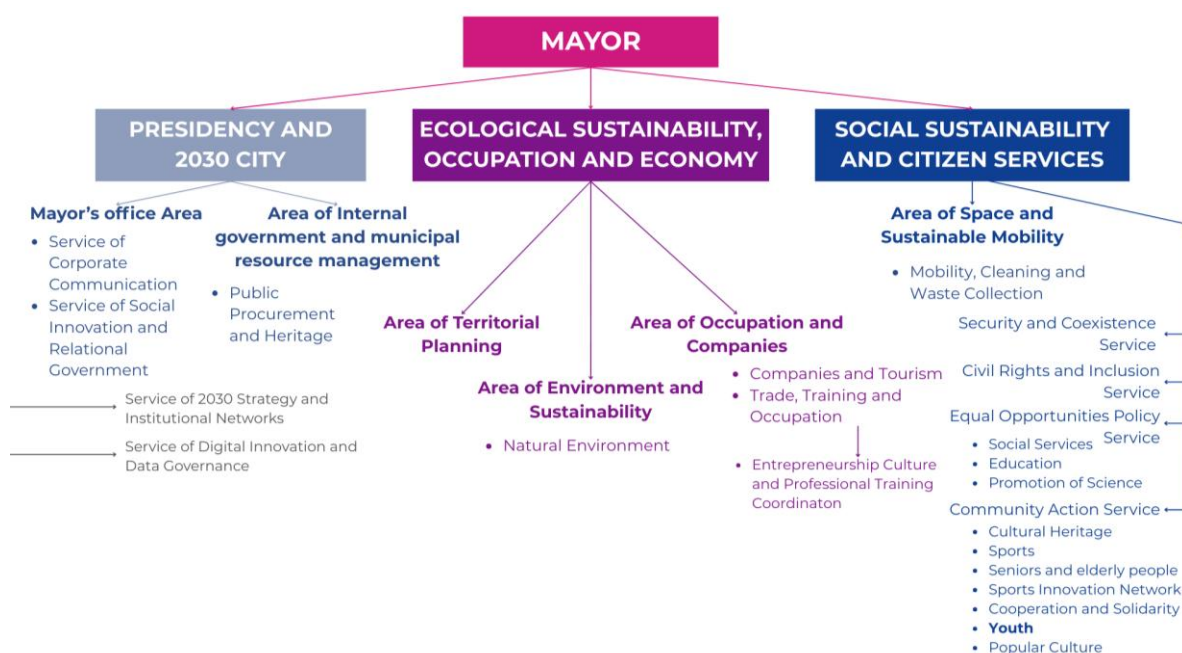 MAYOR
PRESIDENCY AND
2030 CITY
ECOLOGICAL SUSTAINABILITY,
OCCUPATION AND ECONOMY
SOCIAL SUSTAINABILITY
AND CITIZEN SERVICES
Mayor's office Area
• Service of
Corporate
Communication
• Service of Social
Innovation and
Relational
Government
Area of Internal
government and municipal
resource management
• Public
Procurement
and Heritage
Service of 2030 Strategy and
Institutional Networks
Service of Digital Innovation and
Data Governance
Area of Territorial
Planning
Area of Environment and
Sustainability
• Natural Environment
Area of Occupation and
Companies
• Companies and Tourism
• Trade, Training and
Occupation
• Entrepreneurship Culture
and Professional Training
Coordinaton
Area of Space and
Sustainable Mobility
• Mobility, Cleaning and
Waste Collection
Security and Coexistence
Service
Civil Rights and Inclusion
Service
Equal Opportunities Policy
Service
• Social Services
• Education
• Promotion of Science
Community Action Service
• Cultural Heritage
• Sports
• Seniors and elderly people
• Sports Innovation Network
• Cooperation and Solidarity
• Youth
• Popular Culture